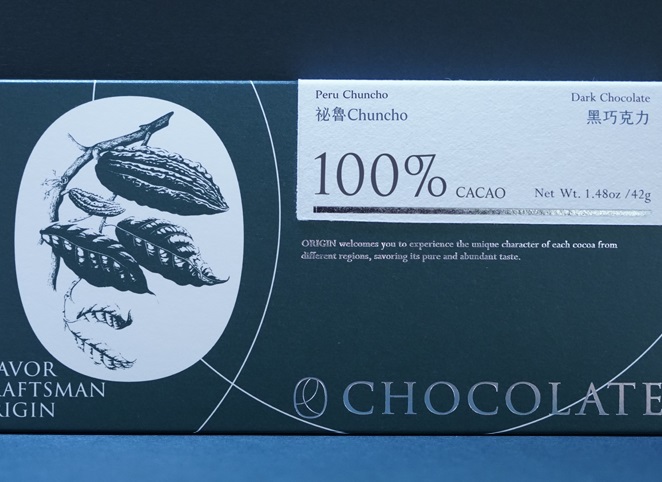 Peru Chuncho
祕魯Chuncho
Dark Chocolate
黑巧克力
100% CACAO
Net Wt. 1.48oz /42g
ORIGIN welcomes you to experience the unique character of each cocoa from
different regions, savoring its pure and abundant taste.
AVOR
RAFTSMAN
RIGIN
CHOCOLATE